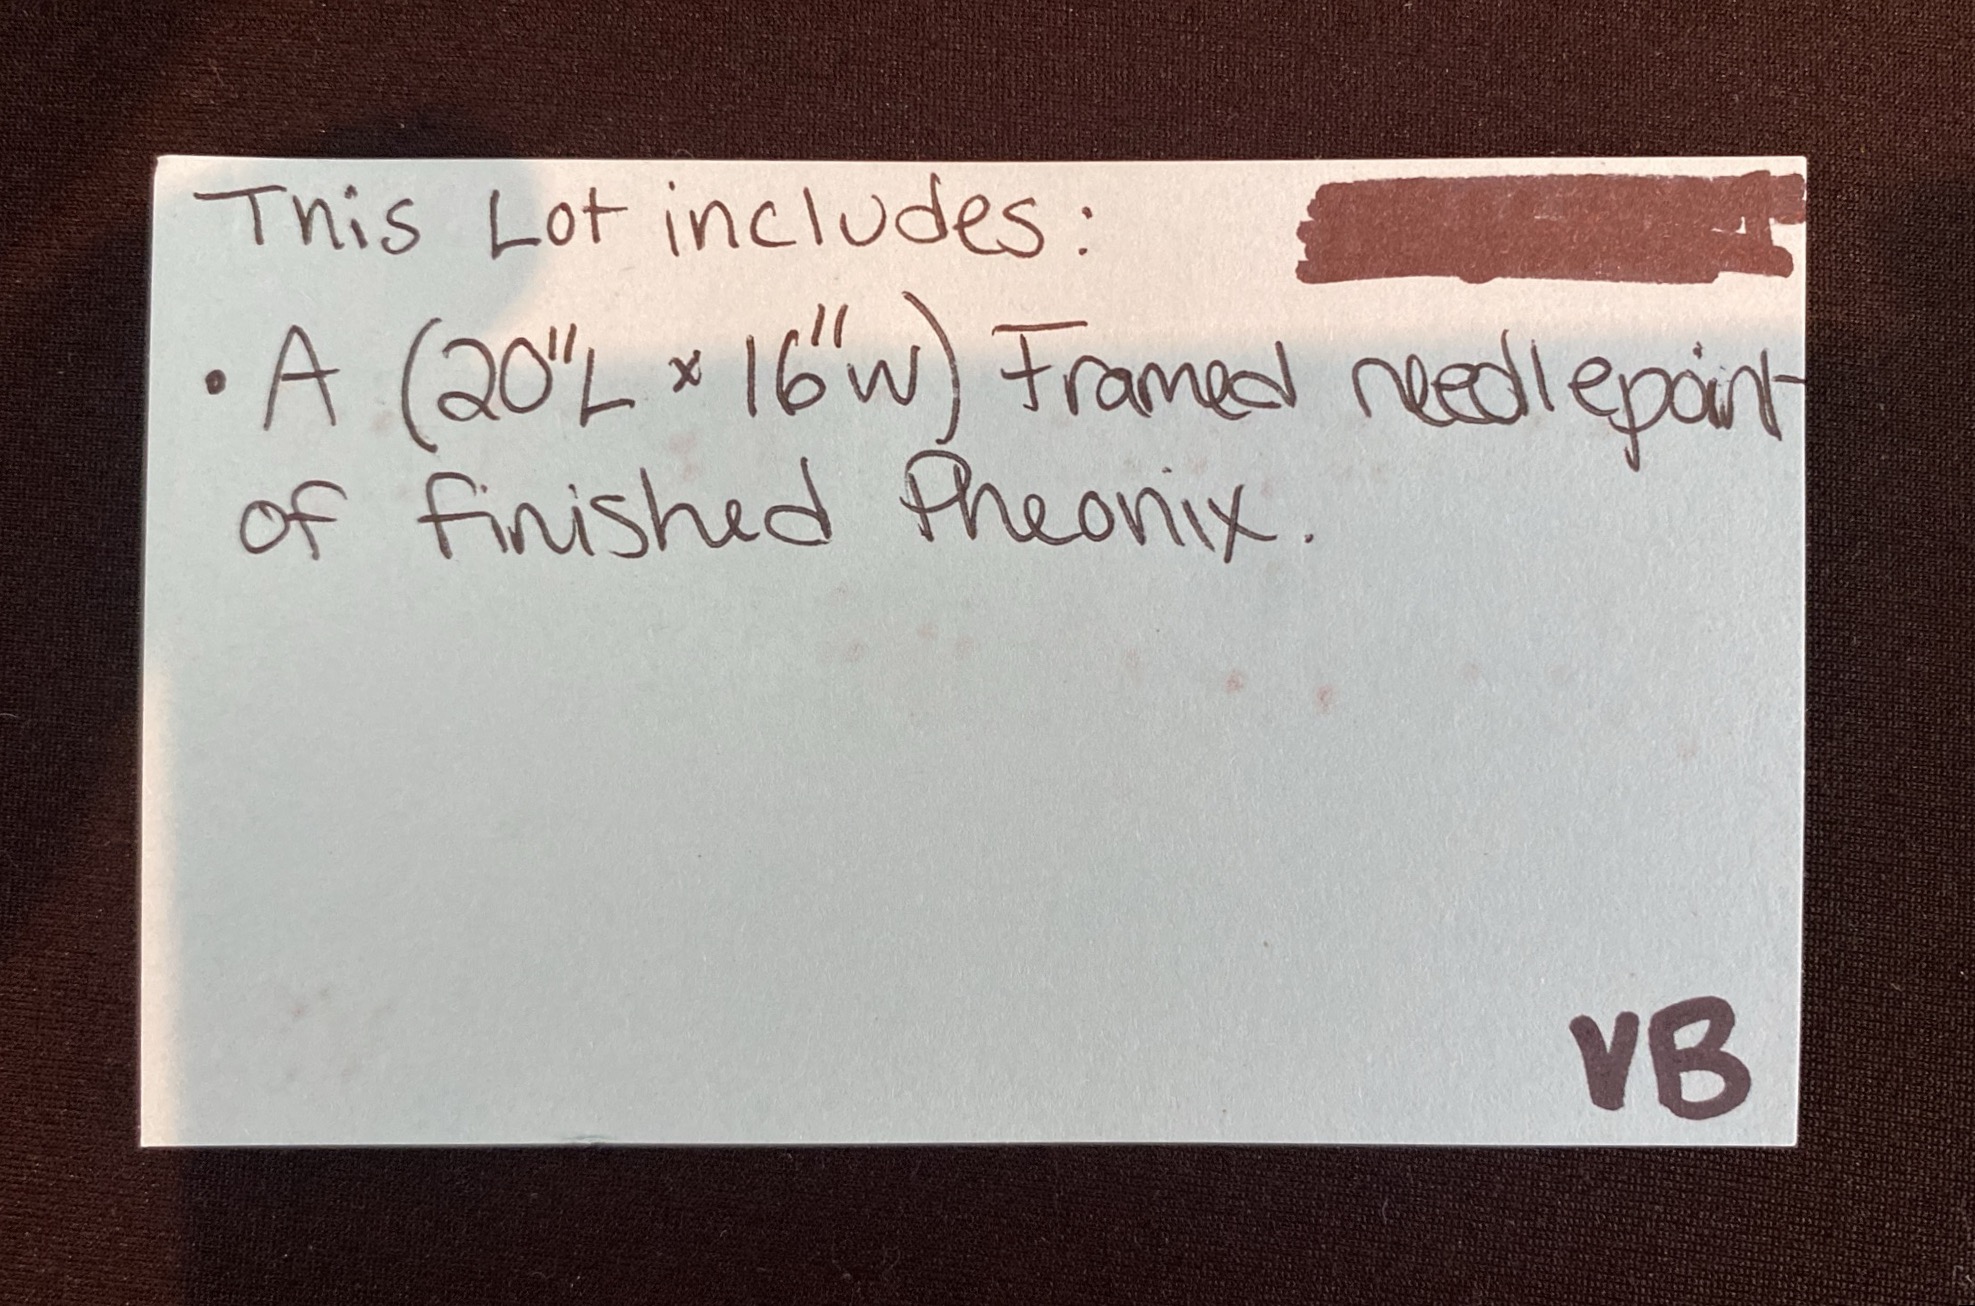 This Lot includes:
• A (20"L x 16"W) Framed needlepoint
of finished Pheonix.
VB